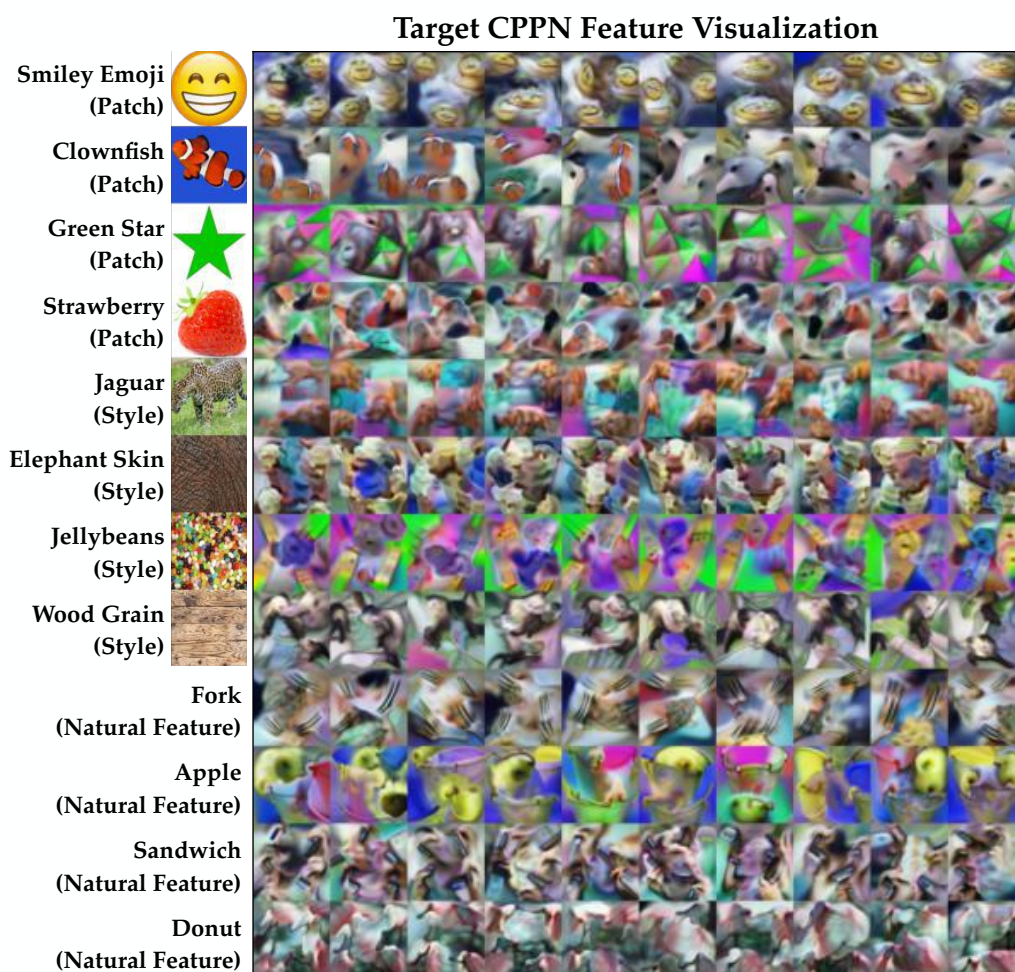 Target CPPN Feature Visualization
Smiley Emoji
(Patch)
Clownfish
(Patch)
Green Star
(Patch)
Strawberry
(Patch)
Jaguar
(Style)
Elephant Skin
(Style)
Jellybeans
(Style)
Wood Grain
(Style)
Fork
(Natural Feature)
Apple
(Natural Feature)
Sandwich
(Natural Feature)
Donut
(Natural Feature)